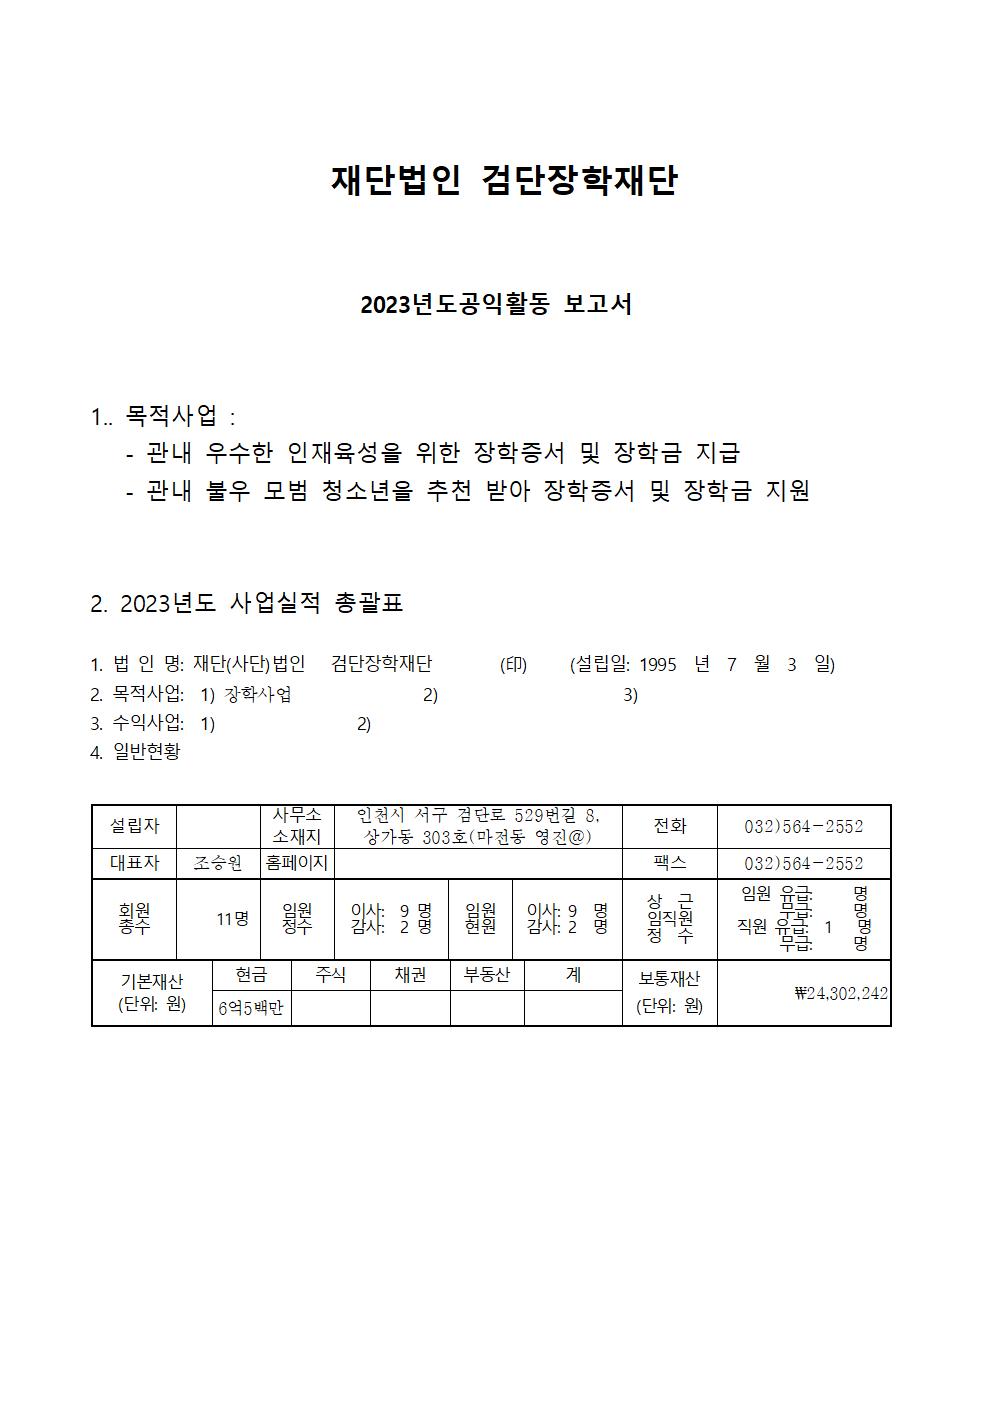 재단법인 검단장학재단
2023년도공익활동 보고서
1.. 목적사업 :
- 관내 우수한 인재육성을 위한 장학증서 및 장학금 지급
- 관내 불우 모범 청소년을 추천 받아 장학증서 및 장학금 지원
2. 2023년도 사업실적 총괄표
1. 법 인 명: 재단(사단)법인 검단장학재단 (印) (설립일: 1995 년 7 월 3 일)
2. 목적사업: 1) 장학사업 2) 3)
3. 수익사업: 1) 2)
4. 일반현황
설립자 사무소 소재지 인천시 서구 검단로 529번길 8, 상가동 303호(마전동 영진@) 전화 032)564-2552
대표자 조승원 홈페이지 팩스 032)564-2552
회원 총수 11명 임원 정수 이사: 9 명 감사: 2 명 임원 현원 이사: 9 명 감사: 2 명 상 근 임직원 정 수 임원 유급: 명 무급: 명 직원 유급: 1 명 무급: 명
기본재산 (단위: 원) 현금 주식 채권 부동산 계 보통재산 (단위: 원) ₩24,302,242
6억5백만